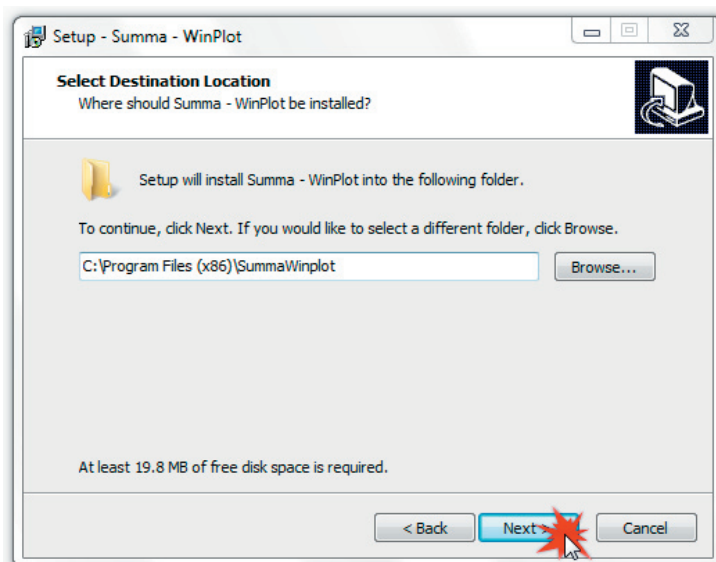 Setup - Summa - WinPlot
Select Destination Location
Where should Summa - WinPlot be installed?
Setup will install Summa - WinPlot into the following folder.
To continue, click Next. If you would like to select a different folder, click Browse.
C:\Program Files (x86)\SummaWinplot
Browse...
At least 19.8 MB of free disk space is required.
< Back
Next >
Cancel